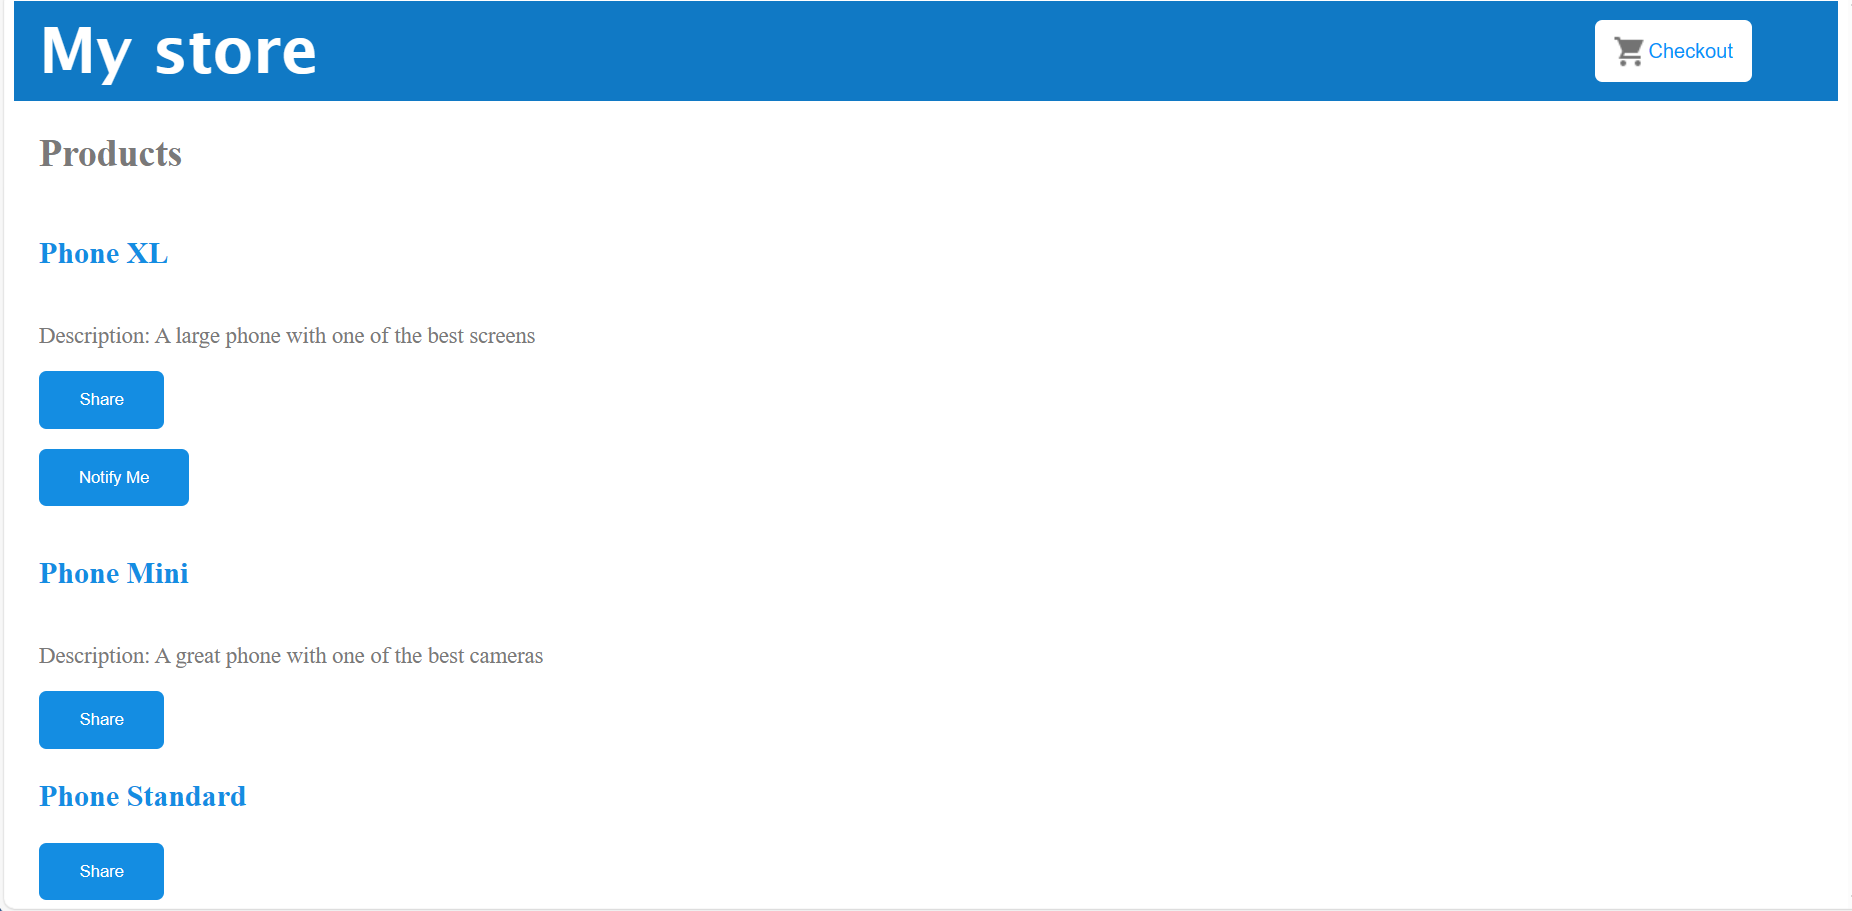 My store
Checkout
Products
Phone XL
Description: A large phone with one of the best screens
Share
Notify Me
Phone Mini
Description: A great phone with one of the best cameras
Share
Phone Standard
Share